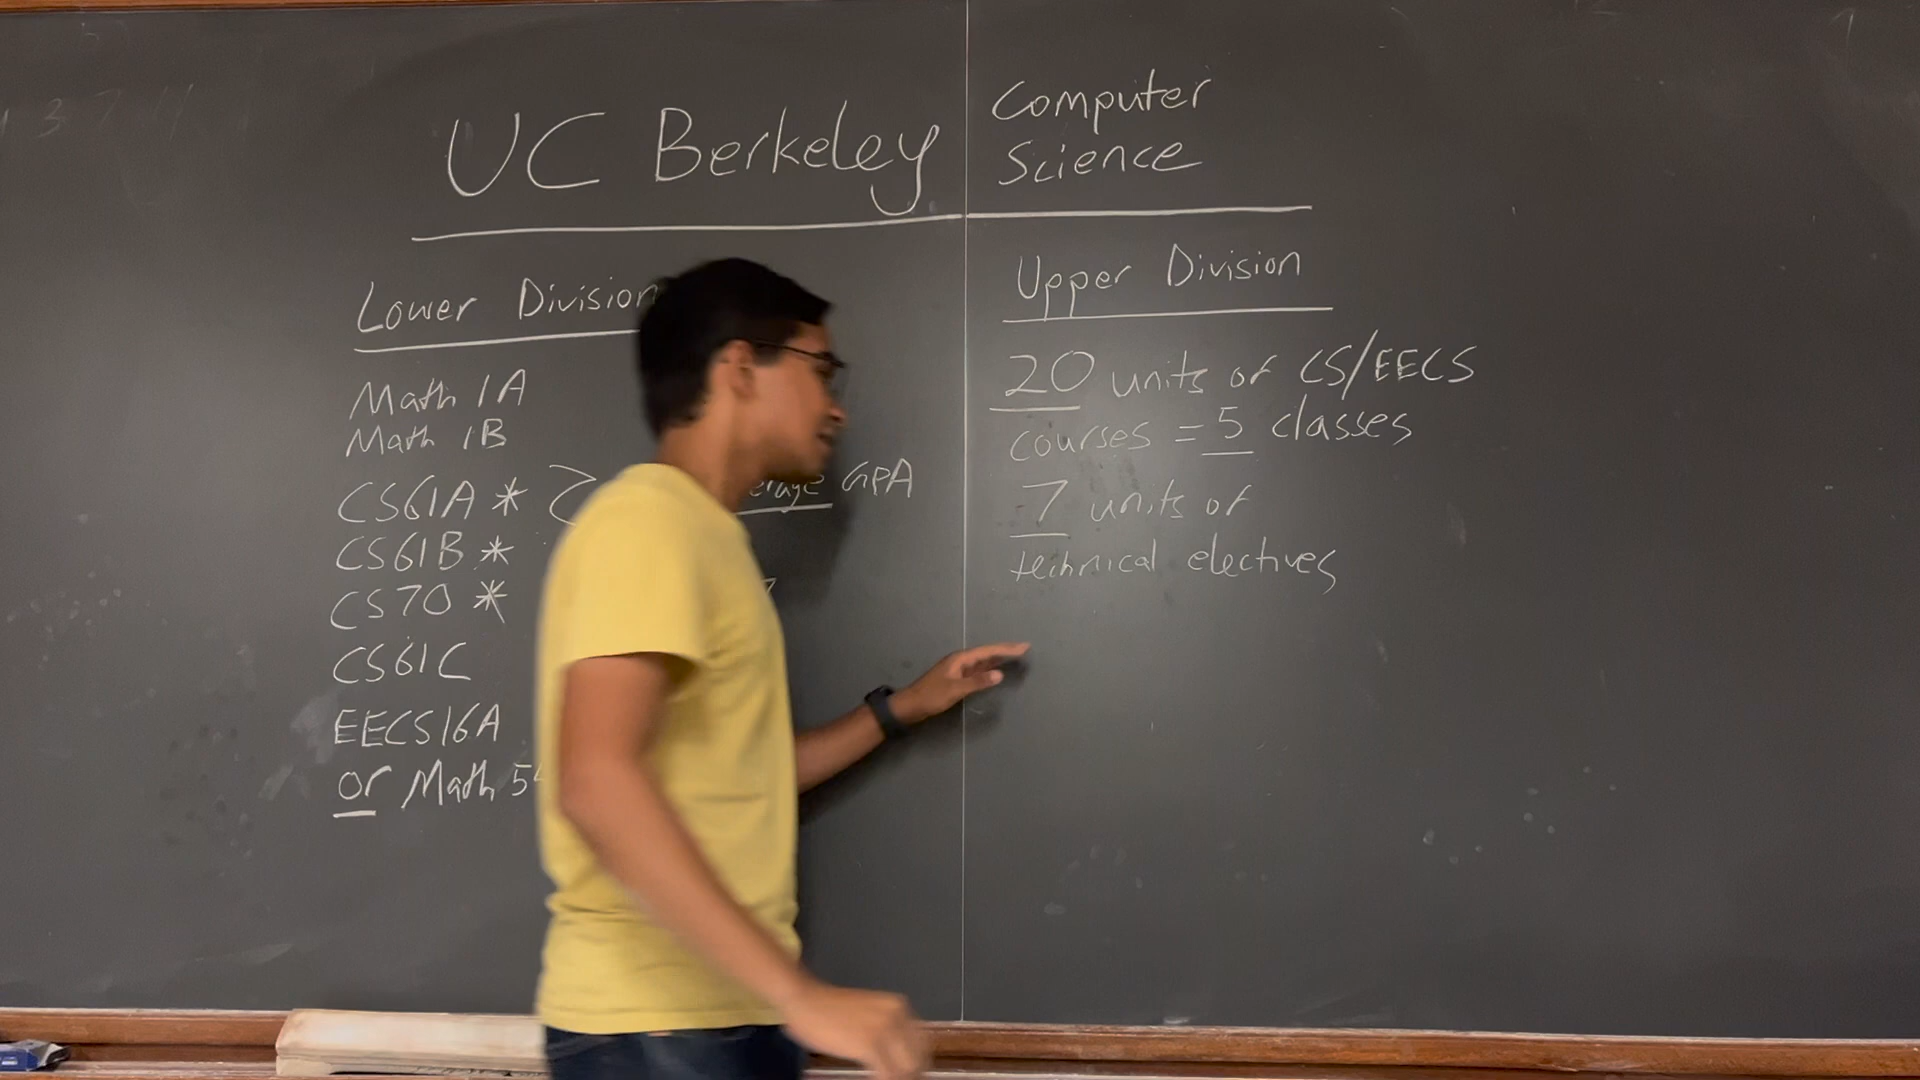 UC Berkeley
Computer
Science
Lower Division
Math 1A
Math 1B
CS61A * GPA
CS61B *
CS70 *
CS61C
EECS16A
or Math
Upper Division
20 units of CS/EECS
courses = 5 classes
7 units of
technical electives